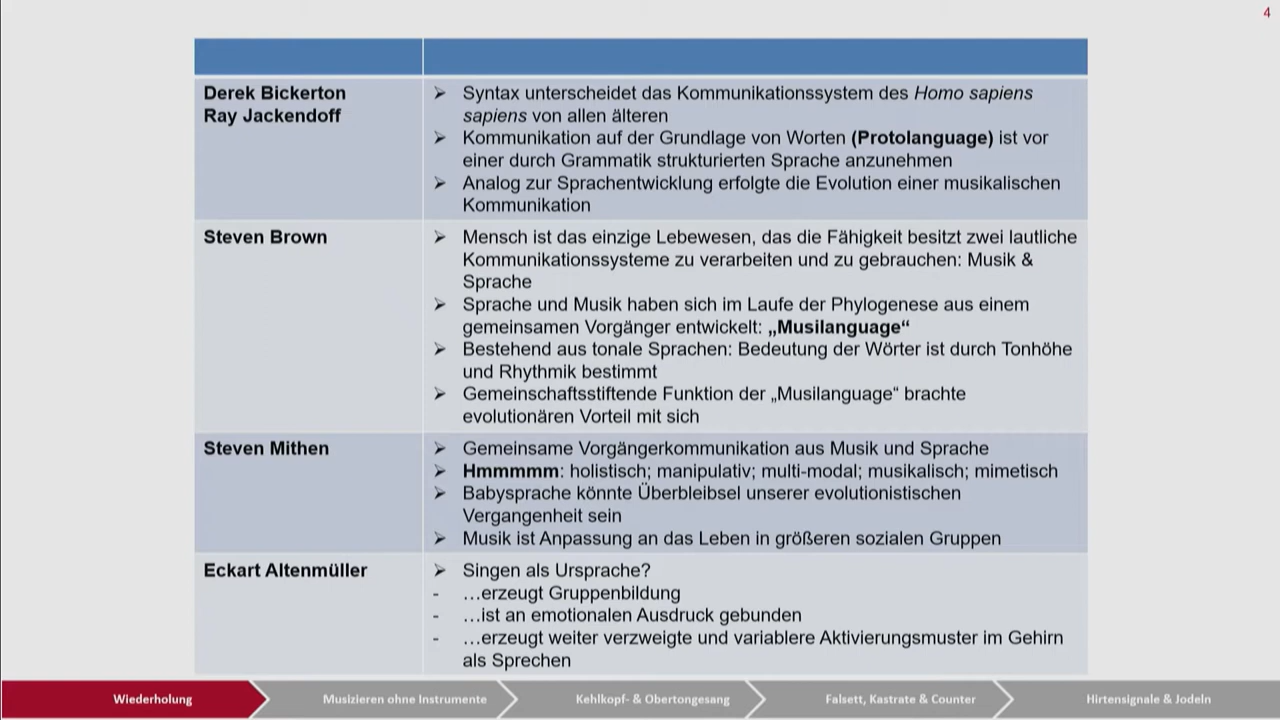 4
Derek Bickerton
Ray Jackendoff
➢ Syntax unterscheidet das Kommunikationssystem des Homo sapiens
sapiens von allen älteren
➢ Kommunikation auf der Grundlage von Worten (Protolanguage) ist vor
einer durch Grammatik strukturierten Sprache anzunehmen
➢ Analog zur Sprachentwicklung erfolgte die Evolution einer musikalischen
Kommunikation
Steven Brown
➢ Mensch ist das einzige Lebewesen, das die Fähigkeit besitzt zwei lautliche
Kommunikationssysteme zu verarbeiten und zu gebrauchen: Musik &
Sprache
➢ Sprache und Musik haben sich im Laufe der Phylogenese aus einem
gemeinsamen Vorgänger entwickelt: „Musilanguage“
➢ Bestehend aus tonale Sprachen: Bedeutung der Wörter ist durch Tonhöhe
und Rhythmik bestimmt
➢ Gemeinschaftsstiftende Funktion der „Musilanguage“ brachte
evolutionären Vorteil mit sich
Steven Mithen
➢ Gemeinsame Vorgängerkommunikation aus Musik und Sprache
➢ Hmmmmm: holistisch; manipulativ; multi-modal; musikalisch; mimetisch
➢ Babysprache könnte Überbleibsel unserer evolutionistischen
Vergangenheit sein
➢ Musik ist Anpassung an das Leben in größeren sozialen Gruppen
Eckart Altenmüller
➢ Singen als Ursprache?
- …erzeugt Gruppenbildung
- …ist an emotionalen Ausdruck gebunden
- …erzeugt weiter verzweigte und variablere Aktivierungsmuster im Gehirn
als Sprechen
Wiederholung
Musizieren ohne Instrumente
Kehlkopf- & Obertongesang
Falsett, Kastrate & Counter
Hirtensignale & Jodeln